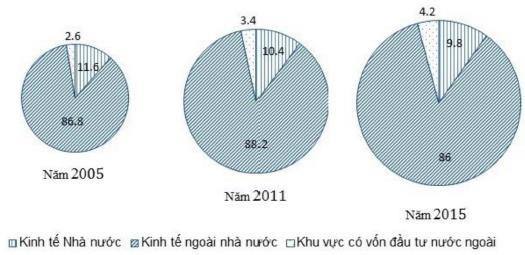 2.6
11.6
86.8
Năm 2005
3.4
10.4
88.2
Năm 2011
4.2
9.8
86
Năm 2015
Kinh tế Nhà nước Kinh tế ngoài nhà nước Khu vực có vốn đầu tư nước ngoài